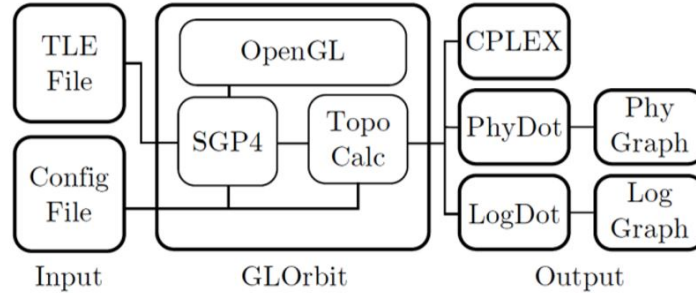 TLE
File
Config
File
Input
OpenGL
SGP4
Topo
Calc
GLOrbit
CPLEX
PhyDot
Phy
Graph
LogDot
Log
Graph
Output